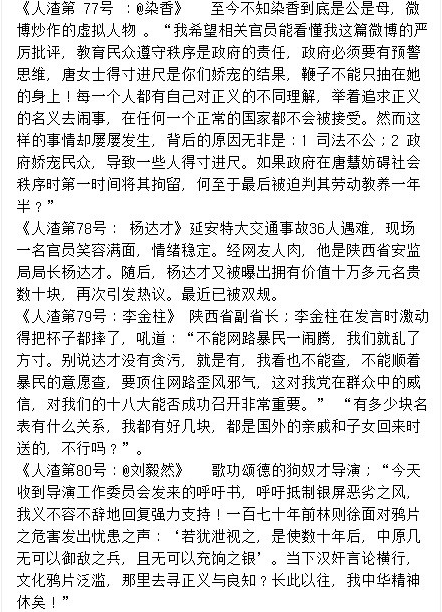 《人渣第 77号 ：@染香》   至今不知染香到底是公是母，微
博炒作的虚拟人物 。“我希望相关官员能看懂我这篇微博的严
厉批评，教育民众遵守秩序是政府的责任，政府必须要有预警
思维，唐女士得寸进尺是你们娇宠的结果，鞭子不能只抽在她
的身上！每一个人都有自己对正义的不同理解，举着追求正义
的名义去闹事，在任何一个正常的国家都不会被接受。然而这
样的事情却屡屡发生，背后的原因无非是：1 司法不公；2 政
府娇宠民众，导致一些人得寸进尺。如果政府在唐慧妨碍社会
秩序时第一时间将其拘留，何至于最后被迫判其劳动教养一年
半？”
《人渣第78号： 杨达才》延安特大交通事故36人遇难，现场
一名官员笑容满面，情绪稳定。经网友人肉，他是陕西省安监
局局长杨达才。随后，杨达才又被曝出拥有价值十万多元名贵
数十块，再次引发热议。最近已被双规。
《人渣第79号：李金柱》 陕西省副省长；李金柱在发言时激动
得把杯子都摔了，吼道：“不能网路暴民一闹腾，我们就乱了
方寸。别说达才没有贪污，就是有，我看也不能查，不能顺着
暴民的意愿查，要顶住网路歪风邪气，这对我党在群众中的威
信，对我们的十八大能否成功召开非常重要。” “有多少块名
表有什么关系，我都有好几块，都是国外的亲戚和子女回来时
送的，不行吗？”。
《人渣第80号：@刘毅然》   歌功颂德的狗奴才导演；“今天
收到导演工作委员会发来的呼吁书，呼吁抵制银屏恶劣之风，
我义不容不辞地回复强力支持！一百七十年前林则徐面对鸦片
之危害发出忧患之声：‘若犹泄视之，是使数十年后，中原几
无可以御敌之兵，且无可以充饷之银’。当下汉奸言论横行，
文化鸦片泛滥，那里去寻正义与良知？长此以往，我中华精神
休矣！”